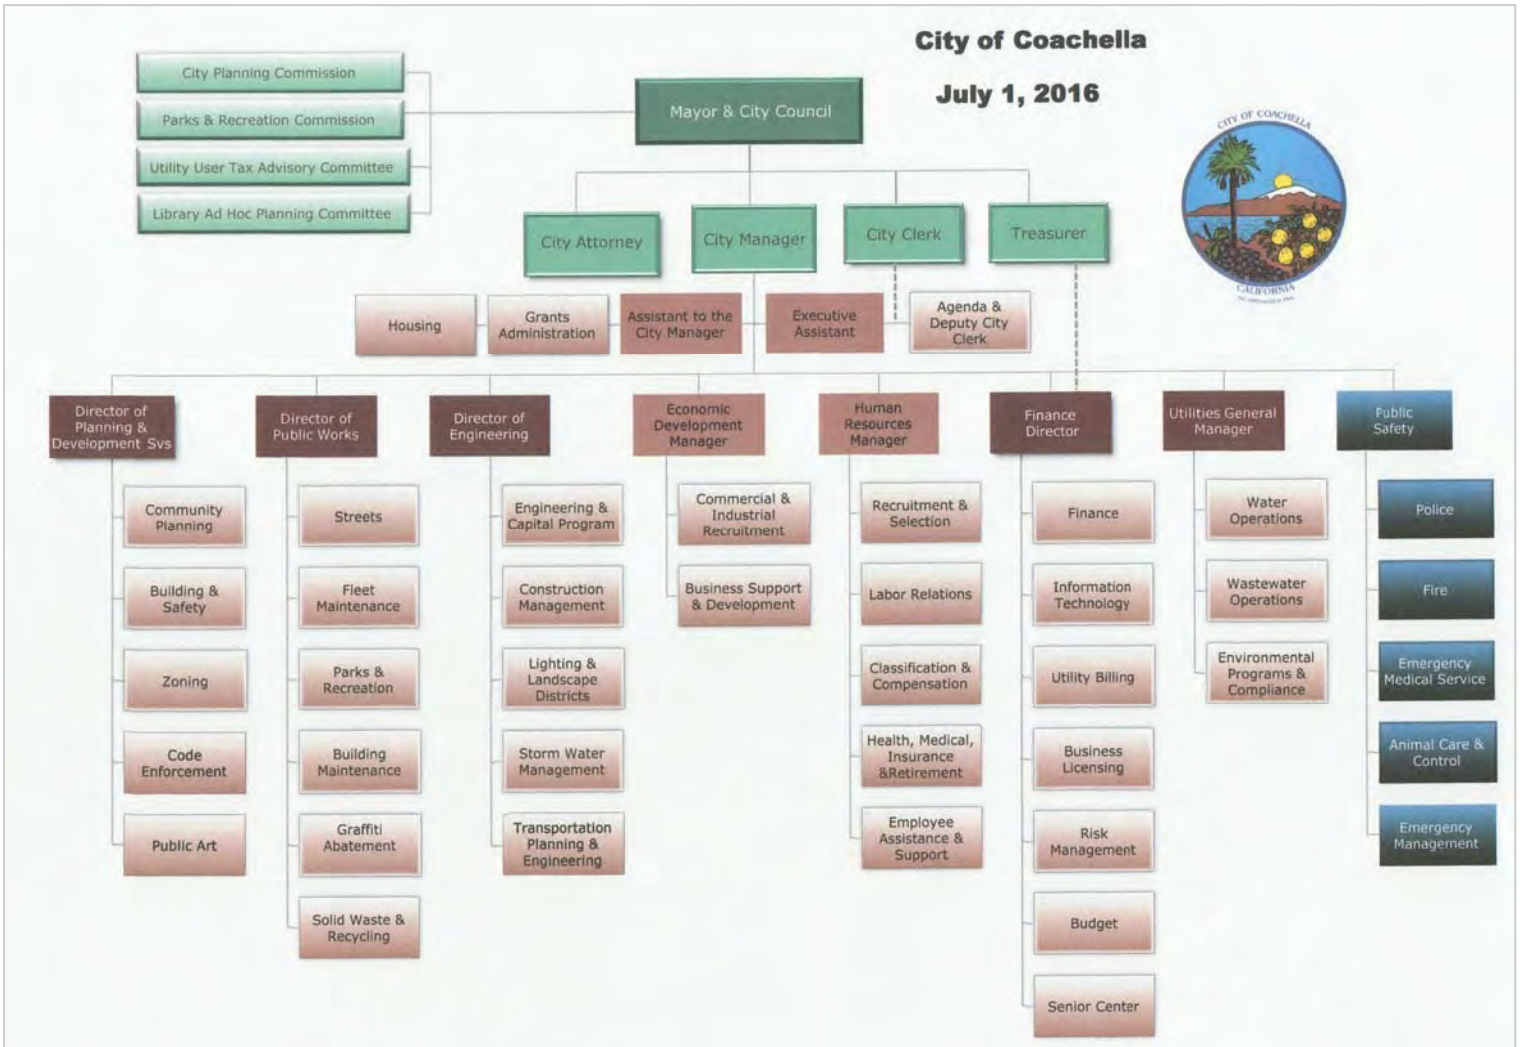 City of Coachella
July 1, 2016
City Planning Commission
Parks & Recreation Commission
Utility User Tax Advisory Committee
Library Ad Hoc Planning Committee
Mayor & City Council
CITY OF COACHELLA
CALIFORNIA
City Attorney
City Manager
City Clerk
Treasurer
Housing
Grants
Administration
Assistant to the
City Manager
Executive
Assistant
Agenda &
Deputy City
Clerk
Director of
Planning &
Development Svs
Community
Planning
Building &
Safety
Zoning
Code
Enforcement
Public Art
Director of
Public Works
Streets
Fleet
Maintenance
Parks &
Recreation
Building
Maintenance
Graffiti
Abatement
Solid Waste &
Recycling
Director of
Engineering
Engineering &
Capital Program
Construction
Management
Lighting &
Landscape
Districts
Storm Water
Management
Transportation
Planning &
Engineering
Economic
Development
Manager
Commercial &
Industrial
Recruitment
Business Support
& Development
Human
Resources
Manager
Recruitment &
Selection
Labor Relations
Classification &
Compensation
Health, Medical,
Insurance
&Retirement
Employee
Assistance &
Support
Finance
Director
Finance
Information
Technology
Utility Billing
Business
Licensing
Risk
Management
Budget
Senior Center
Utilities General
Manager
Water
Operations
Wastewater
Operations
Environmental
Programs &
Compliance
Public
Safety
Police
Fire
Emergency
Medical Service
Animal Care &
Control
Emergency
Management